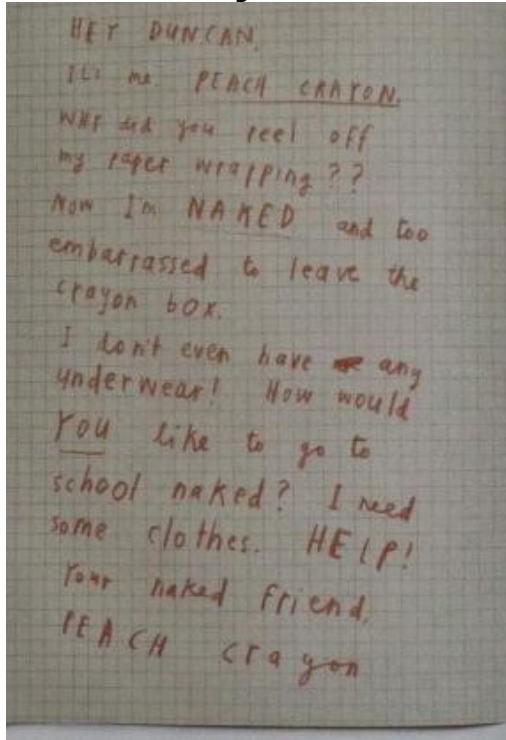 HEY DUNCAN,
It's me PEACH CRAYON.
WHY did you peel off
my paper wrapping??
Now I'm NAKED and too
embarrassed to leave the
crayon box.
I don't even have any
underwear! How would
YOU like to go to
school naked? I need
some clothes. HELP!
Your naked friend,
PEACH crayon